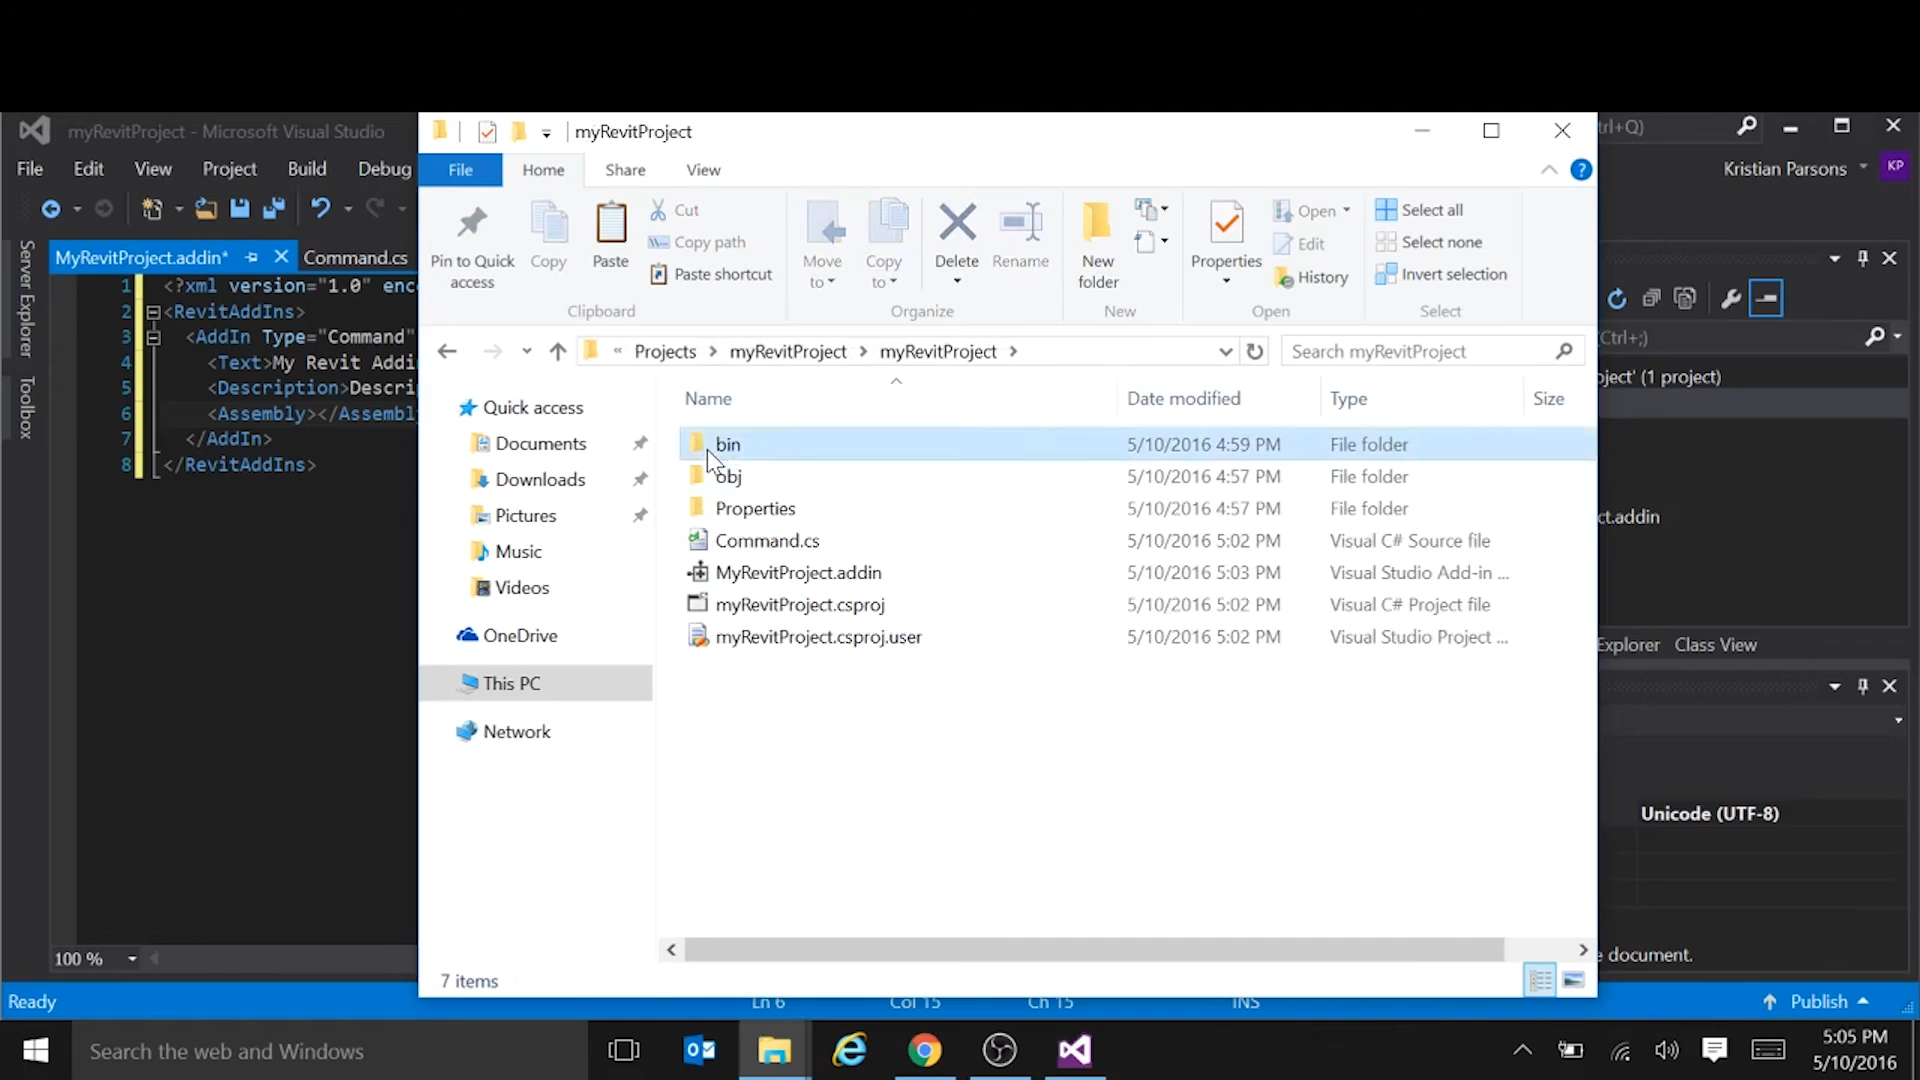 myRevitProject - Microsoft Visual Studio
File Edit View Project Build Debug
MyRevitProject.addin* Command.cs
Server Explorer
Toolbox
1 <?xml version="1.0" enc
2 <RevitAddIns>
3 <AddIn Type="Command"
4 <Text>My Revit Addi
5 <Description>Descri
6 <Assembly></Assembl
7 </AddIn>
8 </RevitAddIns>
100 %
myRevitProject
File Home Share View
Pin to Quick access
Copy
Paste
Cut
Copy path
Paste shortcut
Clipboard
Move to
Copy to
Delete
Rename
Organize
New folder
New
Properties
Open
Edit
History
Open
Select all
Select none
Invert selection
Select
« Projects > myRevitProject > myRevitProject >
Search myRevitProject
Quick access
Documents
Downloads
Pictures
Music
Videos
OneDrive
This PC
Network
Name Date modified Type Size
bin 5/10/2016 4:59 PM File folder
obj 5/10/2016 4:57 PM File folder
Properties 5/10/2016 4:57 PM File folder
Command.cs 5/10/2016 5:02 PM Visual C# Source file
MyRevitProject.addin 5/10/2016 5:03 PM Visual Studio Add-in ...
myRevitProject.csproj 5/10/2016 5:02 PM Visual C# Project file
myRevitProject.csproj.user 5/10/2016 5:02 PM Visual Studio Project ...
7 items
trl+Q)
Kristian Parsons KP
(Ctrl+;)
oject' (1 project)
ct.addin
Explorer Class View
Unicode (UTF-8)
e document.
Ready Ln 6 Col 15 Ch 15 INS Publish
Search the web and Windows
5:05 PM
5/10/2016